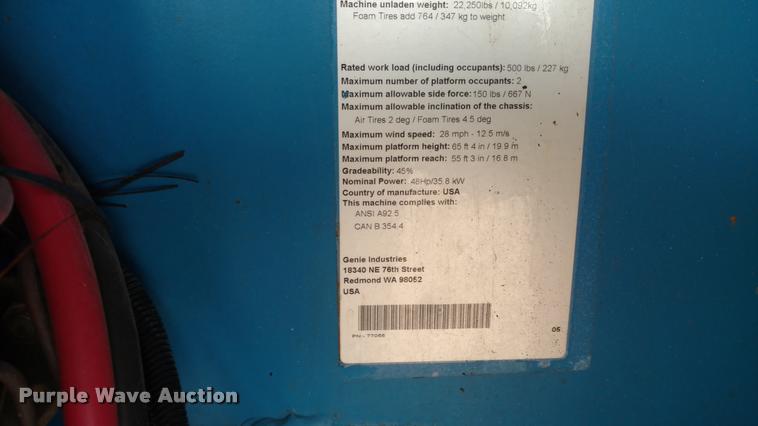 Machine unladen weight: 22,250lbs / 10,092kg
Foam Tires add 764 / 347 kg to weight
Rated work load (including occupants): 500 lbs / 227 kg
Maximum number of platform occupants: 2
Maximum allowable side force: 150 lbs / 667 N
Maximum allowable inclination of the chassis:
Air Tires 2 deg / Foam Tires 4.5 deg
Maximum wind speed: 28 mph - 12.5 m/s
Maximum platform height: 65 ft 4 in / 19.9 m
Maximum platform reach: 55 ft 3 in / 16.8 m
Gradeability: 45%
Nominal Power: 48Hp/35.8 kW
Country of manufacture: USA
This machine complies with:
ANSI A92.5
CAN B 354.4
Genie Industries
18340 NE 76th Street
Redmond WA 98052
USA
PN - 77055
05
Purple Wave Auction